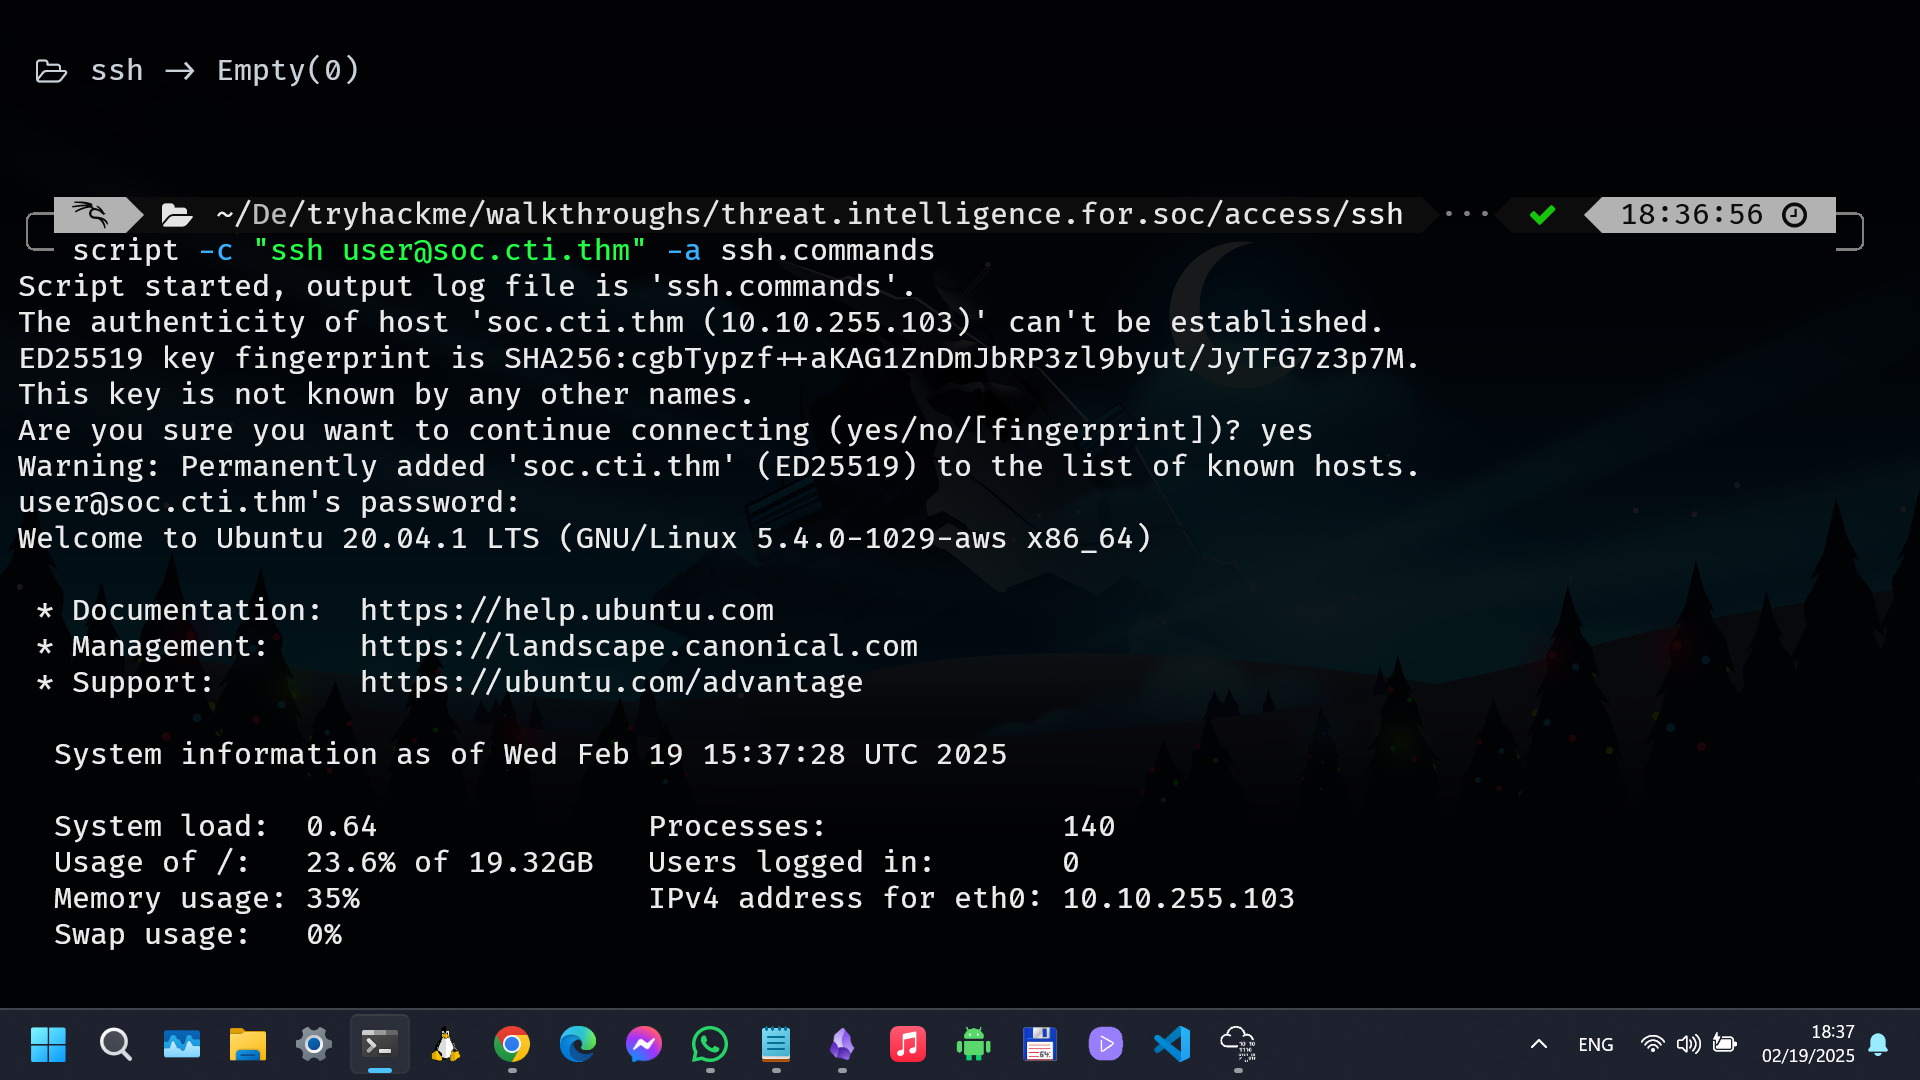 ssh → Empty(0)
~/De/tryhackme/walkthroughs/threat.intelligence.for.soc/access/ssh ··· 18:36:56
script -c "ssh user@soc.cti.thm" -a ssh.commands
Script started, output log file is 'ssh.commands'.
The authenticity of host 'soc.cti.thm (10.10.255.103)' can't be established.
ED25519 key fingerprint is SHA256:cgbTypzf++aKAG1ZnDmJbRP3zl9byut/JyTFG7z3p7M.
This key is not known by any other names.
Are you sure you want to continue connecting (yes/no/[fingerprint])? yes
Warning: Permanently added 'soc.cti.thm' (ED25519) to the list of known hosts.
user@soc.cti.thm's password:
Welcome to Ubuntu 20.04.1 LTS (GNU/Linux 5.4.0-1029-aws x86_64)
* Documentation:  https://help.ubuntu.com
* Management:     https://landscape.canonical.com
* Support:        https://ubuntu.com/advantage
System information as of Wed Feb 19 15:37:28 UTC 2025
System load:  0.64               Processes:             140
Usage of /:   23.6% of 19.32GB   Users logged in:       0
Memory usage: 35%                IPv4 address for eth0: 10.10.255.103
Swap usage:   0%
ENG
18:37
02/19/2025